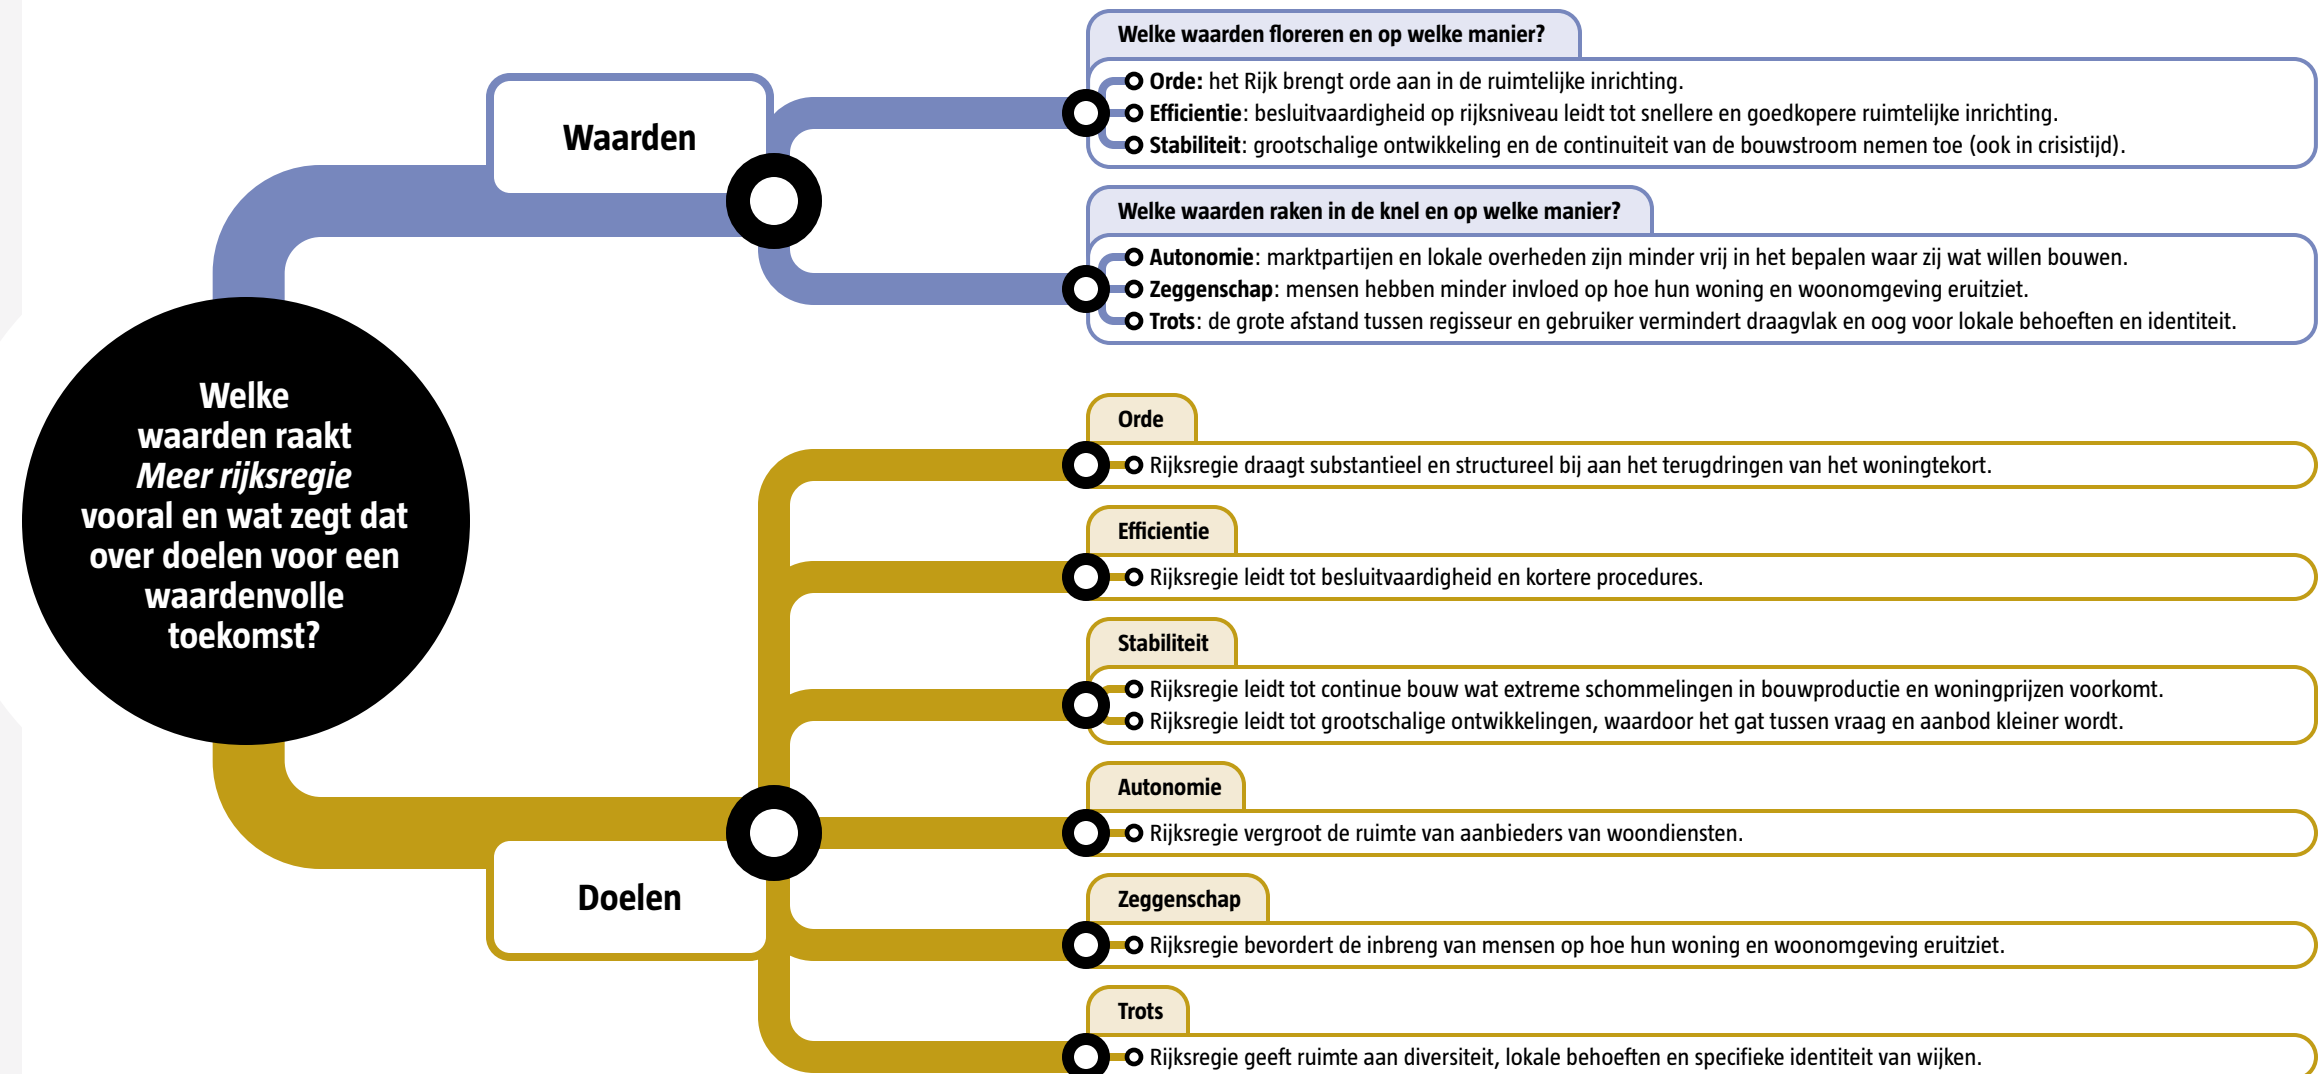 Welke
waarden raakt
Meer rijksregie
vooral en wat zegt dat
over doelen voor een
waardenvolle
toekomst?
Waarden
Welke waarden floreren en op welke manier?
Orde: het Rijk brengt orde aan in de ruimtelijke inrichting.
Efficientie: besluitvaardigheid op rijksniveau leidt tot snellere en goedkopere ruimtelijke inrichting.
Stabiliteit: grootschalige ontwikkeling en de continuiteit van de bouwstroom nemen toe (ook in crisistijd).
Welke waarden raken in de knel en op welke manier?
Autonomie: marktpartijen en lokale overheden zijn minder vrij in het bepalen waar zij wat willen bouwen.
Zeggenschap: mensen hebben minder invloed op hoe hun woning en woonomgeving eruitziet.
Trots: de grote afstand tussen regisseur en gebruiker vermindert draagvlak en oog voor lokale behoeften en identiteit.
Doelen
Orde
Rijksregie draagt substantieel en structureel bij aan het terugdringen van het woningtekort.
Efficientie
Rijksregie leidt tot besluitvaardigheid en kortere procedures.
Stabiliteit
Rijksregie leidt tot continue bouw wat extreme schommelingen in bouwproductie en woningprijzen voorkomt.
Rijksregie leidt tot grootschalige ontwikkelingen, waardoor het gat tussen vraag en aanbod kleiner wordt.
Autonomie
Rijksregie vergroot de ruimte van aanbieders van woondiensten.
Zeggenschap
Rijksregie bevordert de inbreng van mensen op hoe hun woning en woonomgeving eruitziet.
Trots
Rijksregie geeft ruimte aan diversiteit, lokale behoeften en specifieke identiteit van wijken.